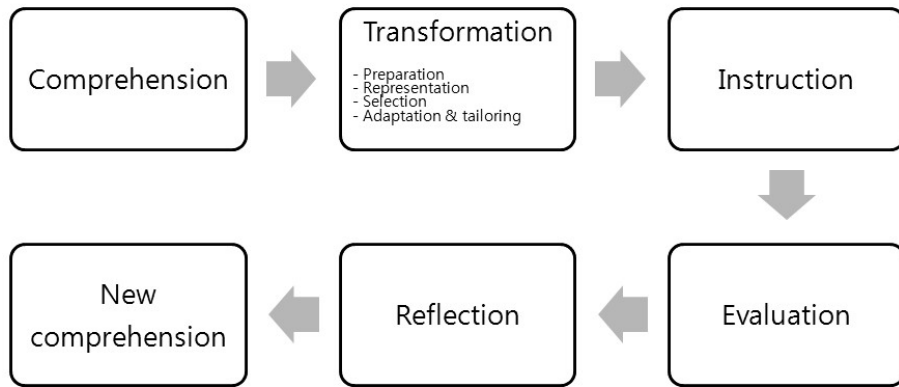 Comprehension
Transformation
- Preparation
- Representation
- Selection
- Adaptation & tailoring
Instruction
Evaluation
Reflection
New
comprehension